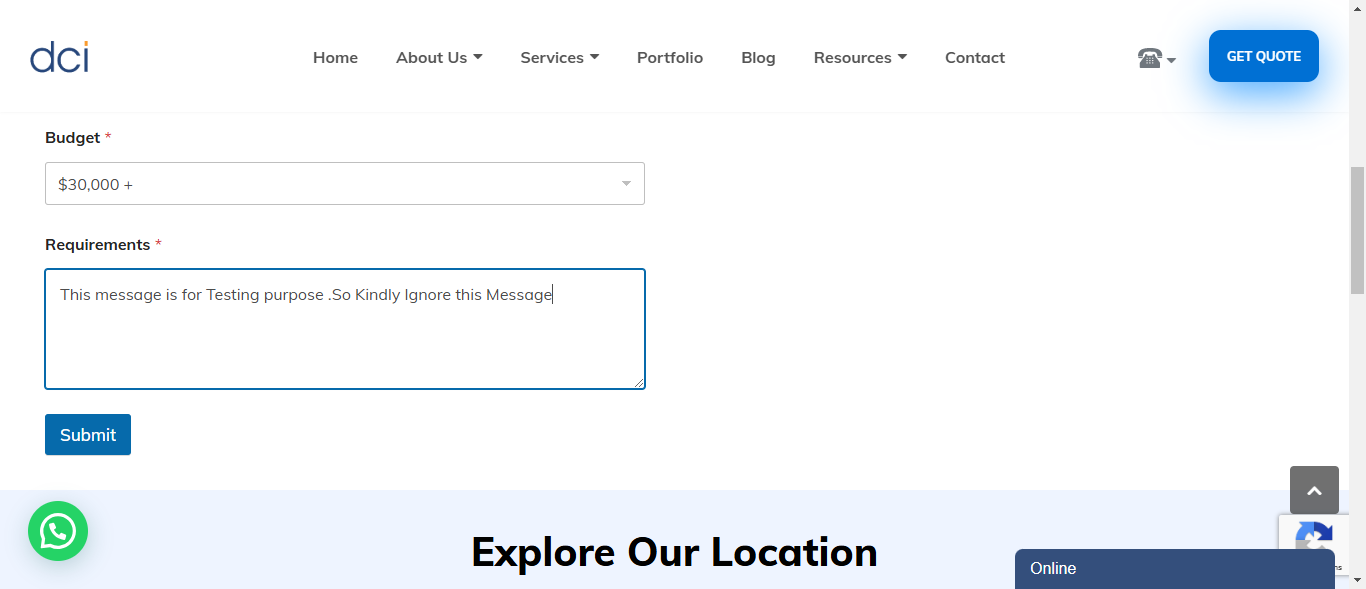 dci
Home About Us Services Portfolio Blog Resources Contact GET QUOTE
Budget *
$30,000 +
Requirements *
This message is for Testing purpose .So Kindly Ignore this Message
Submit
Explore Our Location
Online